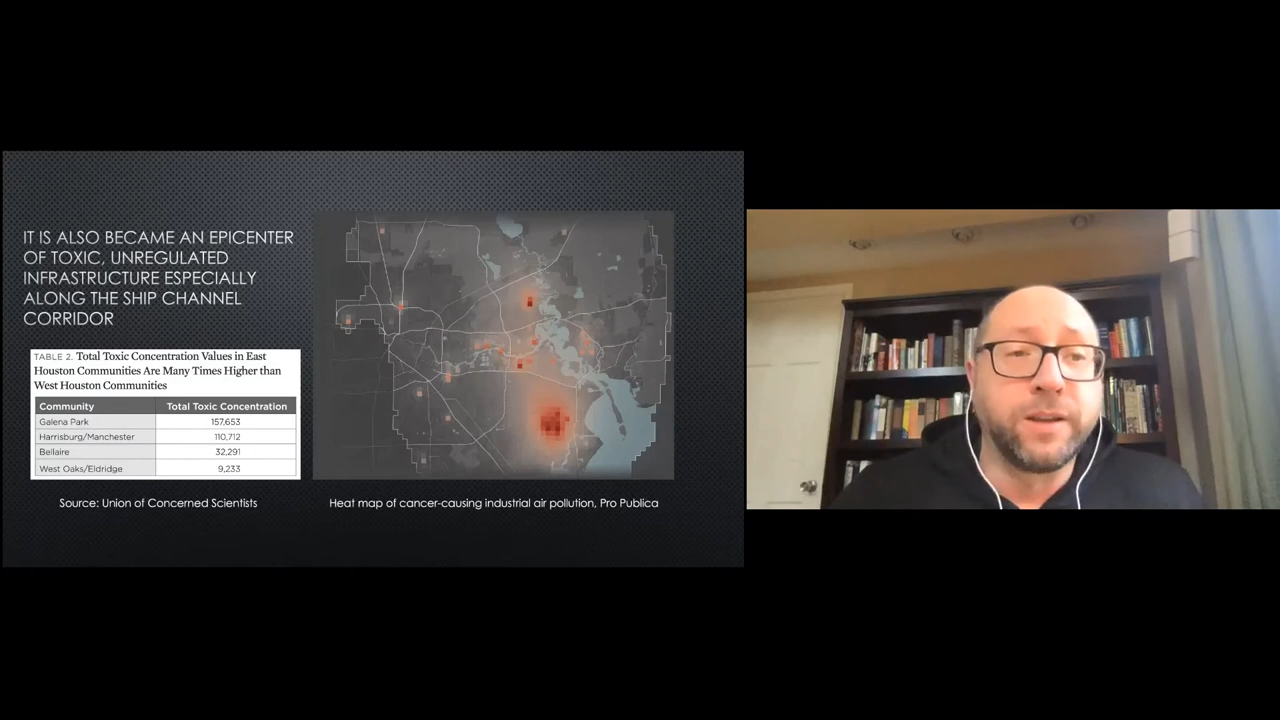 IT IS ALSO BECAME AN EPICENTER
OF TOXIC, UNREGULATED
INFRASTRUCTURE ESPECIALLY
ALONG THE SHIP CHANNEL
CORRIDOR
TABLE 2. Total Toxic Concentration Values in East
Houston Communities Are Many Times Higher than
West Houston Communities
Community Total Toxic Concentration
Galena Park 157,653
Harrisburg/Manchester 110,712
Bellaire 32,291
West Oaks/Eldridge 9,233
Source: Union of Concerned Scientists
Heat map of cancer-causing industrial air pollution, Pro Publica